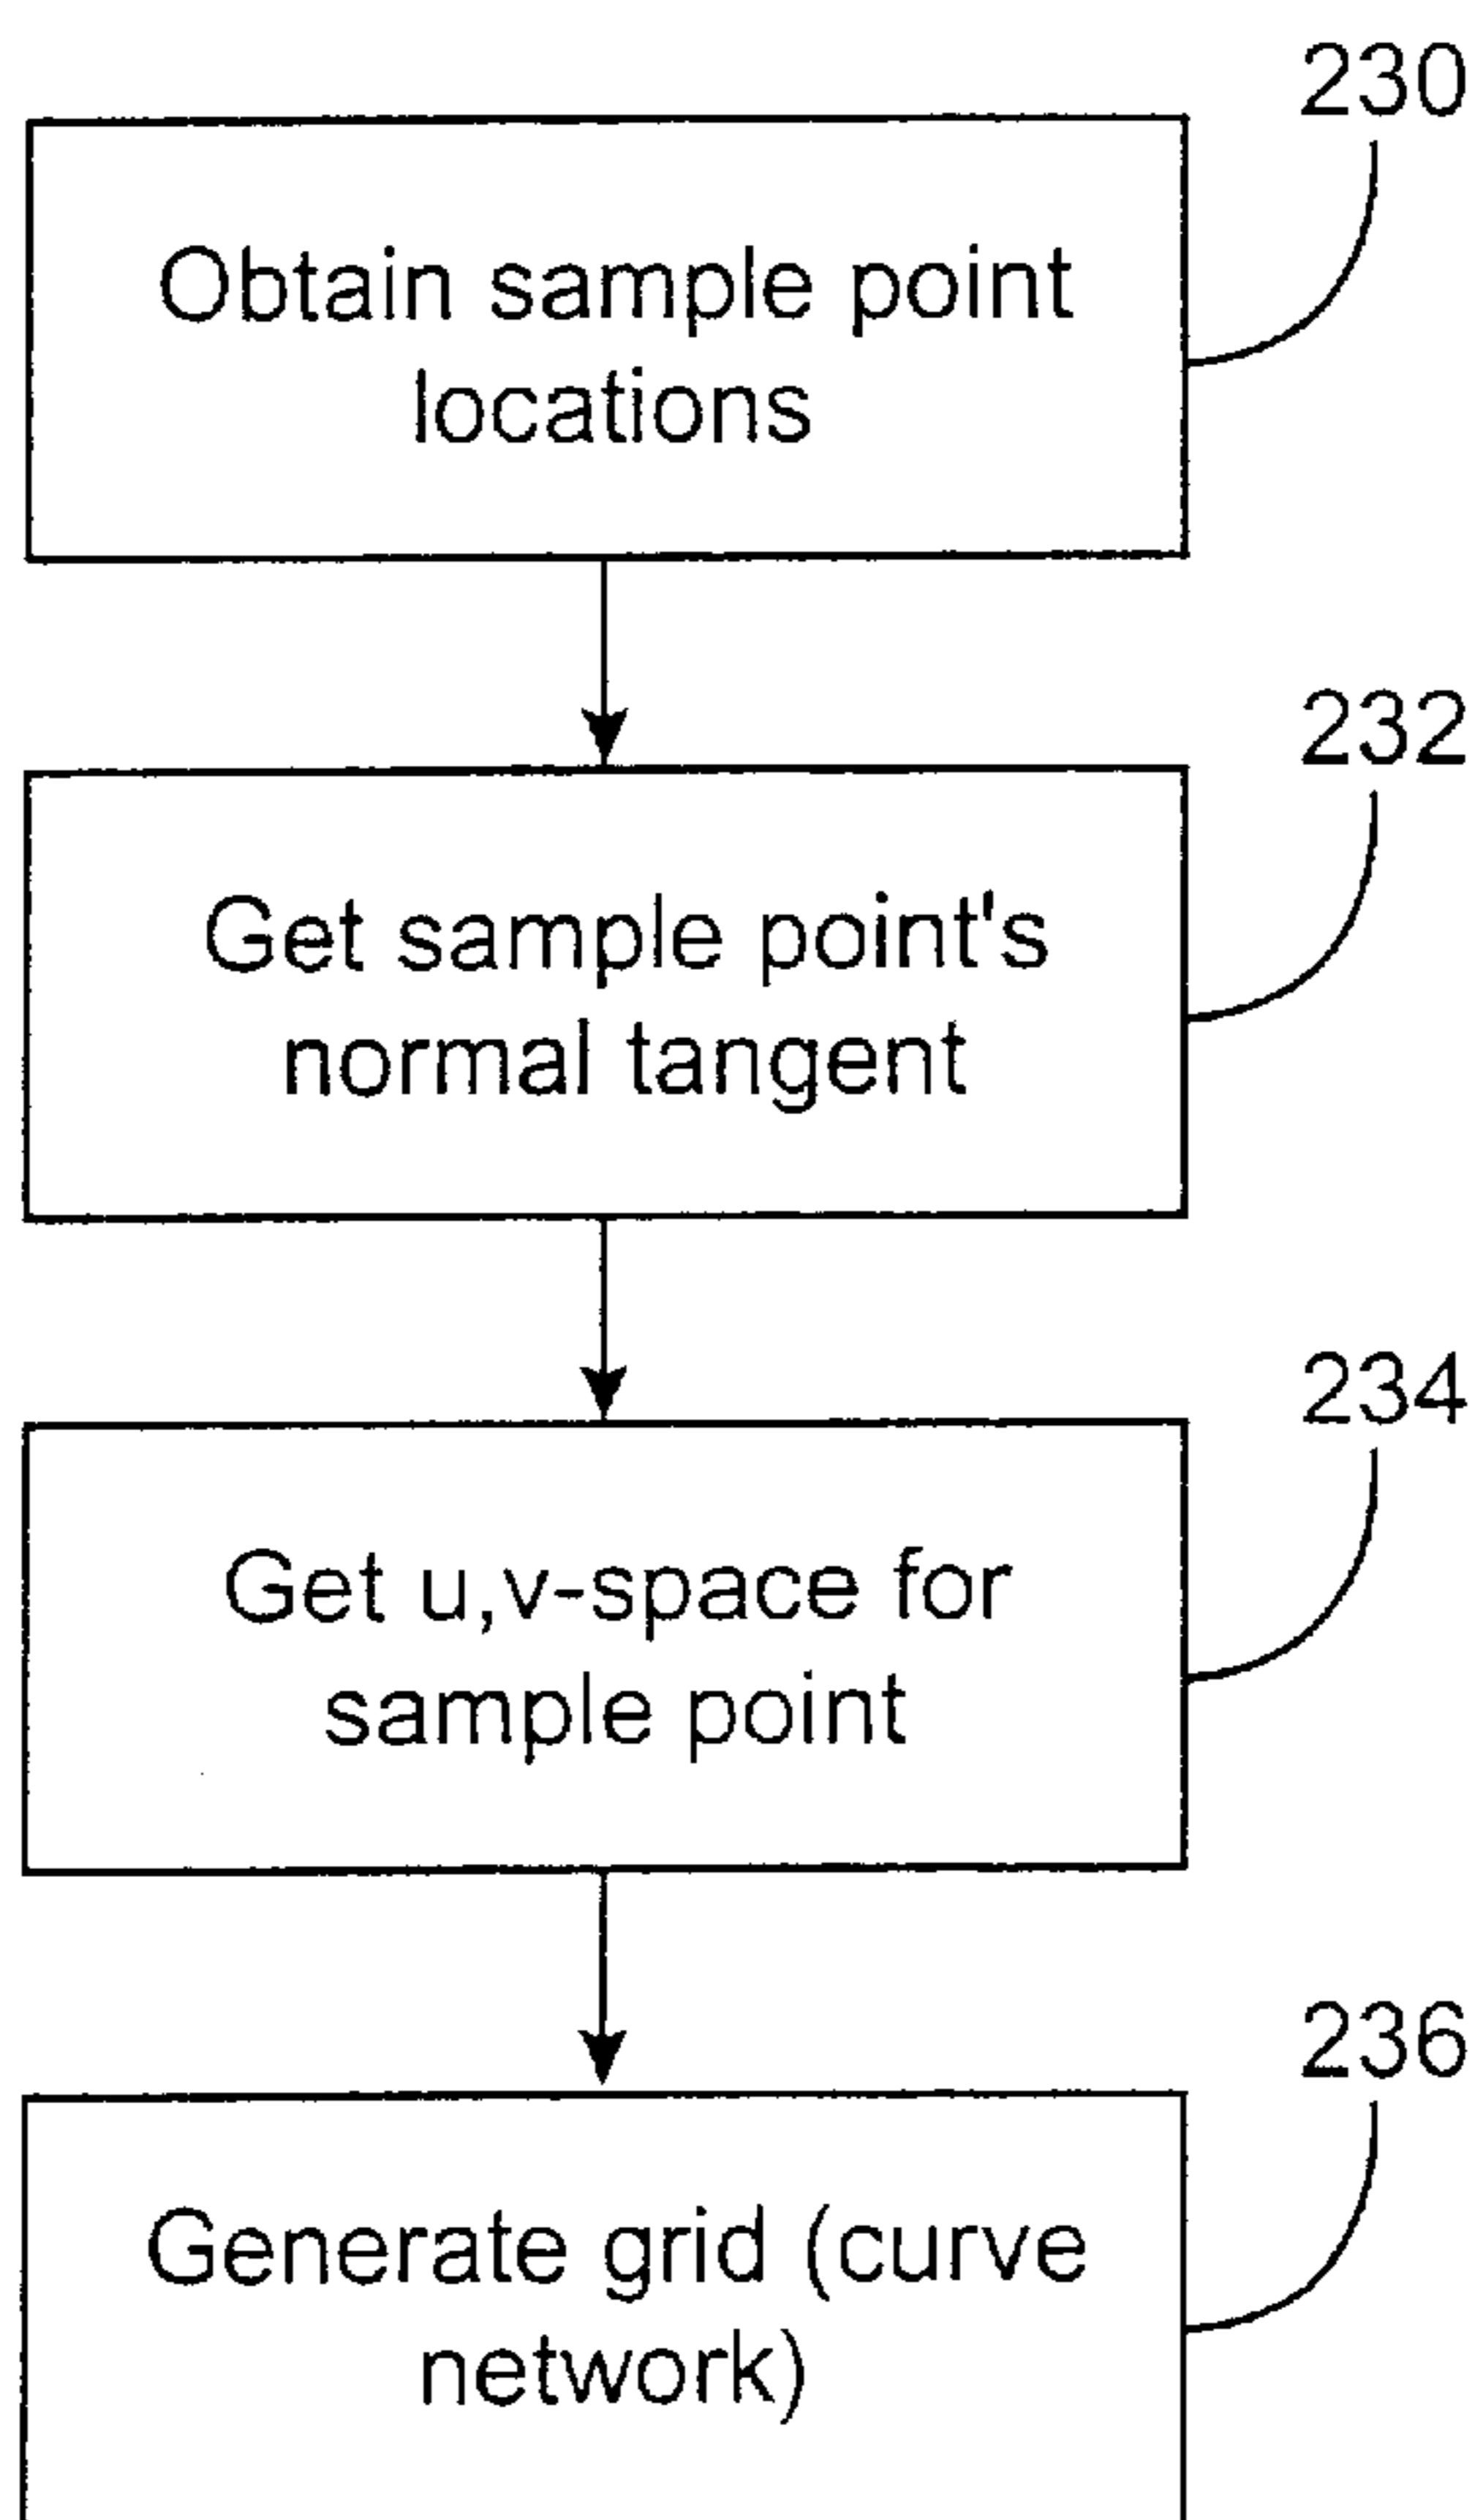 230
Obtain sample point
locations
232
Get sample point's
normal tangent
234
Get u,v-space for
sample point
236
Generate grid (curve
network)